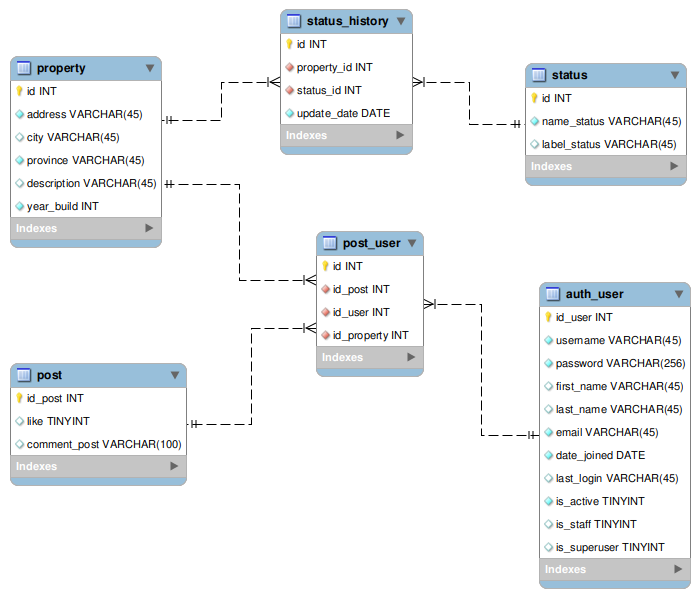 status_history
id INT
property_id INT
status_id INT
update_date DATE
Indexes
property
id INT
address VARCHAR(45)
city VARCHAR(45)
province VARCHAR(45)
description VARCHAR(45)
year_build INT
Indexes
status
id INT
name_status VARCHAR(45)
label_status VARCHAR(45)
Indexes
post_user
id INT
id_post INT
id_user INT
id_property INT
Indexes
auth_user
id_user INT
username VARCHAR(45)
password VARCHAR(256)
first_name VARCHAR(45)
last_name VARCHAR(45)
email VARCHAR(45)
date_joined DATE
last_login VARCHAR(45)
is_active TINYINT
is_staff TINYINT
is_superuser TINYINT
Indexes
post
id_post INT
like TINYINT
comment_post VARCHAR(100)
Indexes